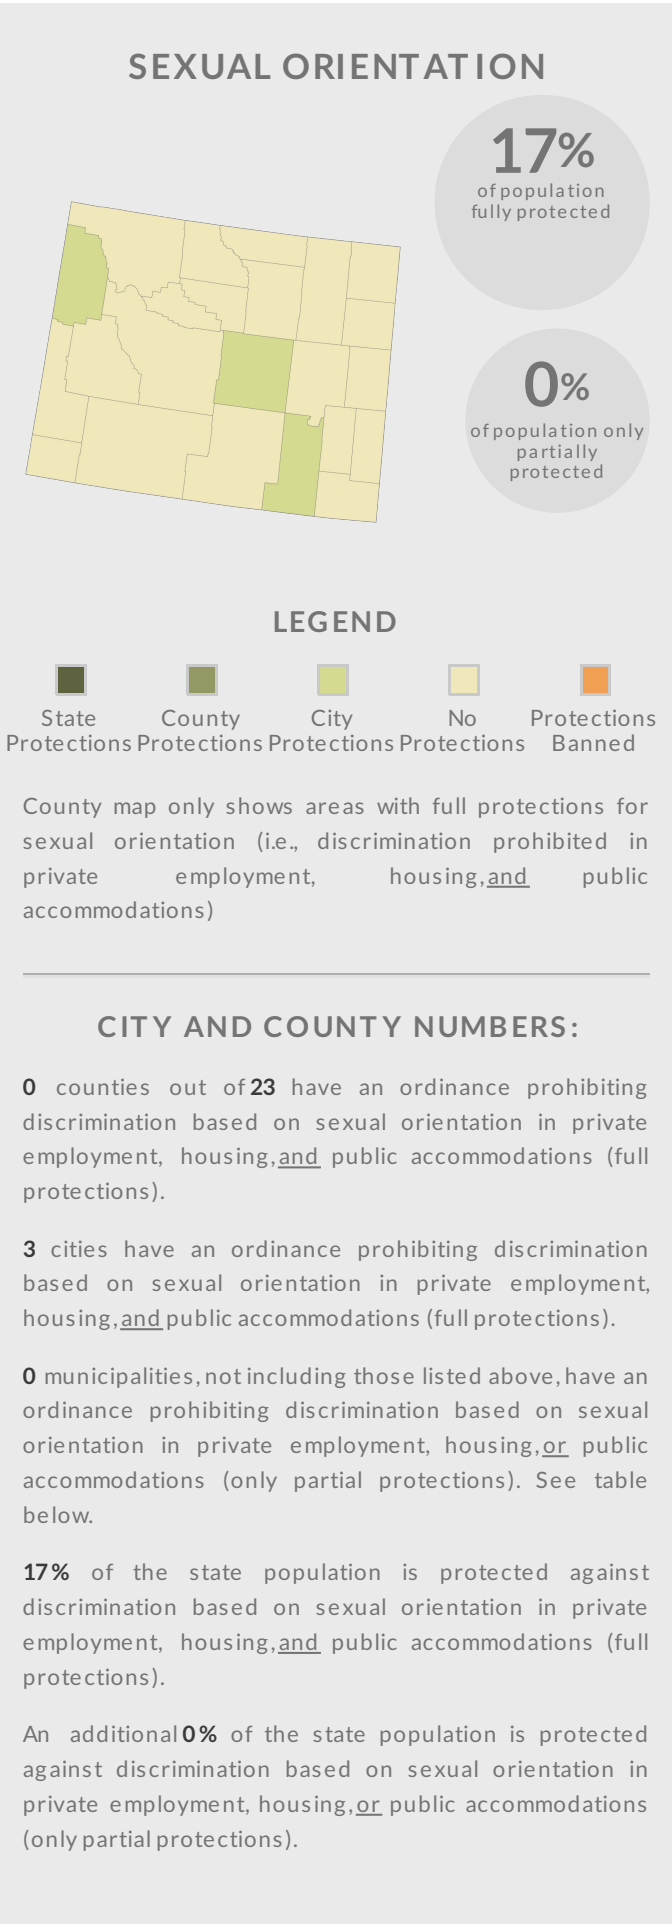 SEXUAL ORIENTATION
17%
of population
fully protected
0%
of population only
partially
protected
LEGEND
State
Protections
County
Protections
City
Protections
No
Protections
Protections
Banned
County map only shows areas with full protections for
sexual orientation (i.e., discrimination prohibited in
private employment, housing, and public
accommodations)
CITY AND COUNTY NUMBERS:
0 counties out of 23 have an ordinance prohibiting
discrimination based on sexual orientation in private
employment, housing, and public accommodations (full
protections).
3 cities have an ordinance prohibiting discrimination
based on sexual orientation in private employment,
housing, and public accommodations (full protections).
0 municipalities, not including those listed above, have an
ordinance prohibiting discrimination based on sexual
orientation in private employment, housing, or public
accommodations (only partial protections). See table
below.
17% of the state population is protected against
discrimination based on sexual orientation in private
employment, housing, and public accommodations (full
protections).
An additional 0% of the state population is protected
against discrimination based on sexual orientation in
private employment, housing, or public accommodations
(only partial protections).